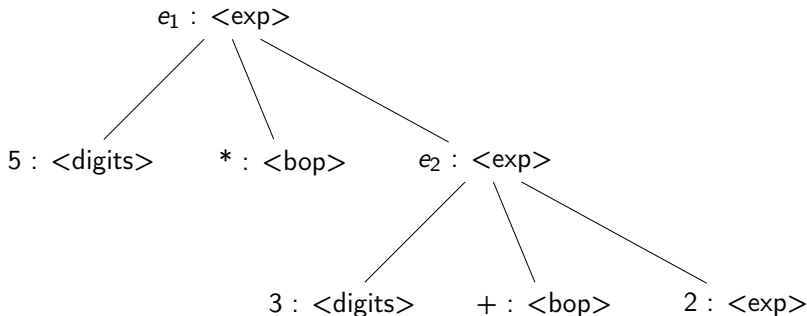 e₁ : <exp>
5 : <digits> * : <bop> e₂ : <exp>
3 : <digits> + : <bop> 2 : <exp>